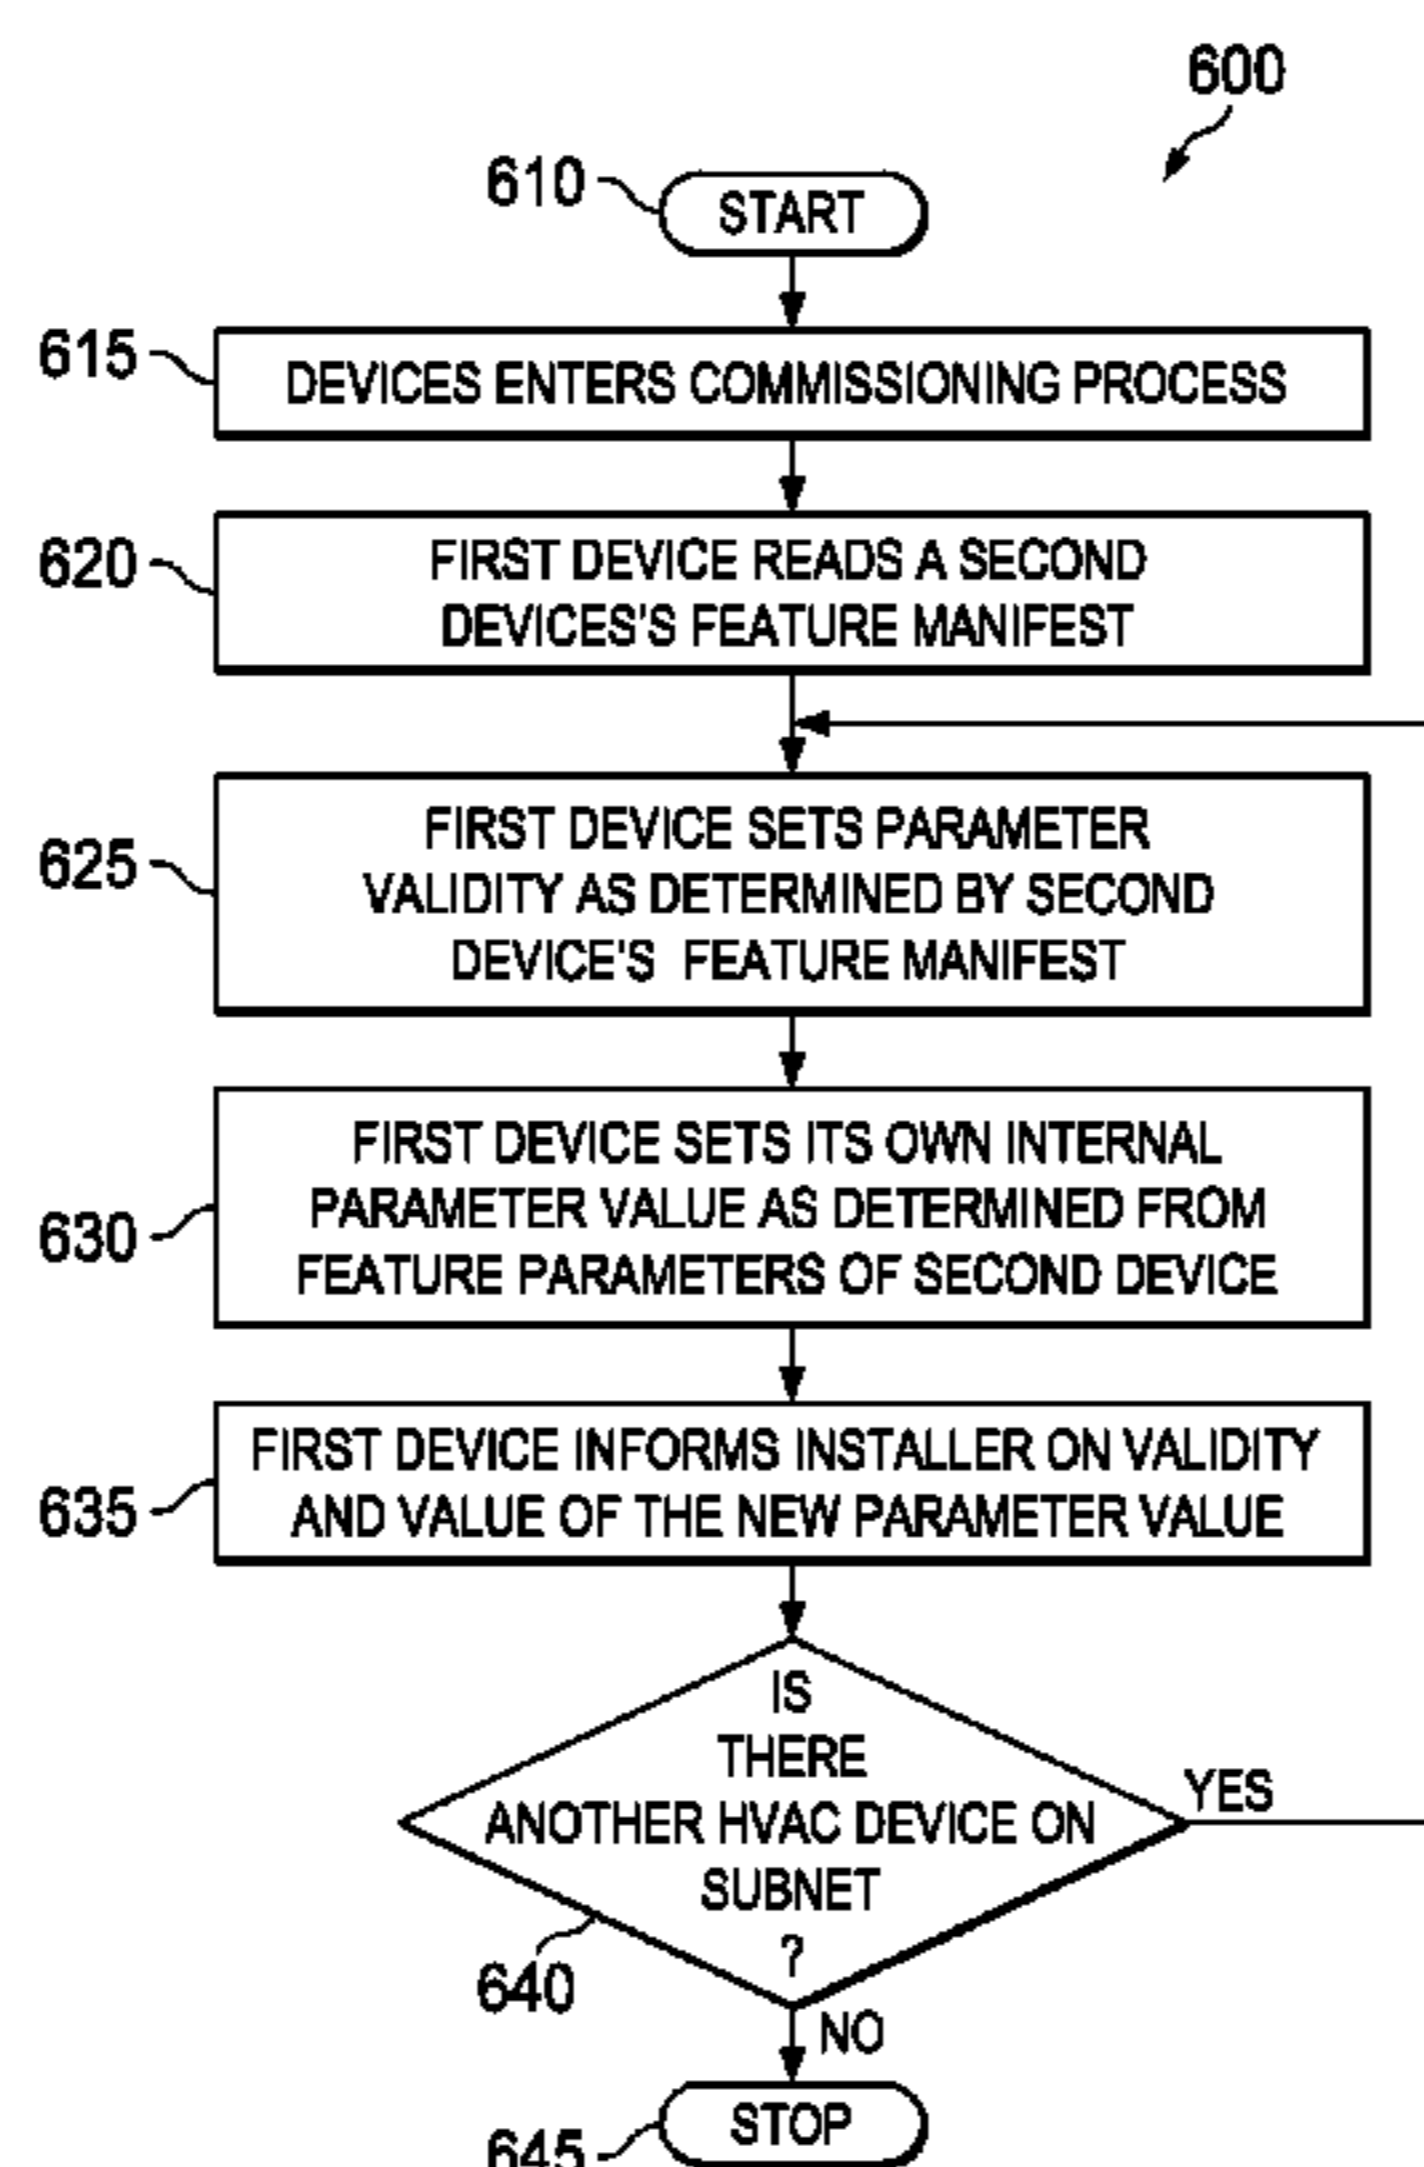 600
610
START
615
DEVICES ENTERS COMMISSIONING PROCESS
620
FIRST DEVICE READS A SECOND
DEVICES'S FEATURE MANIFEST
625
FIRST DEVICE SETS PARAMETER
VALIDITY AS DETERMINED BY SECOND
DEVICE'S FEATURE MANIFEST
630
FIRST DEVICE SETS ITS OWN INTERNAL
PARAMETER VALUE AS DETERMINED FROM
FEATURE PARAMETERS OF SECOND DEVICE
635
FIRST DEVICE INFORMS INSTALLER ON VALIDITY
AND VALUE OF THE NEW PARAMETER VALUE
IS
THERE
ANOTHER HVAC DEVICE ON
SUBNET
?
YES
640
NO
STOP
645